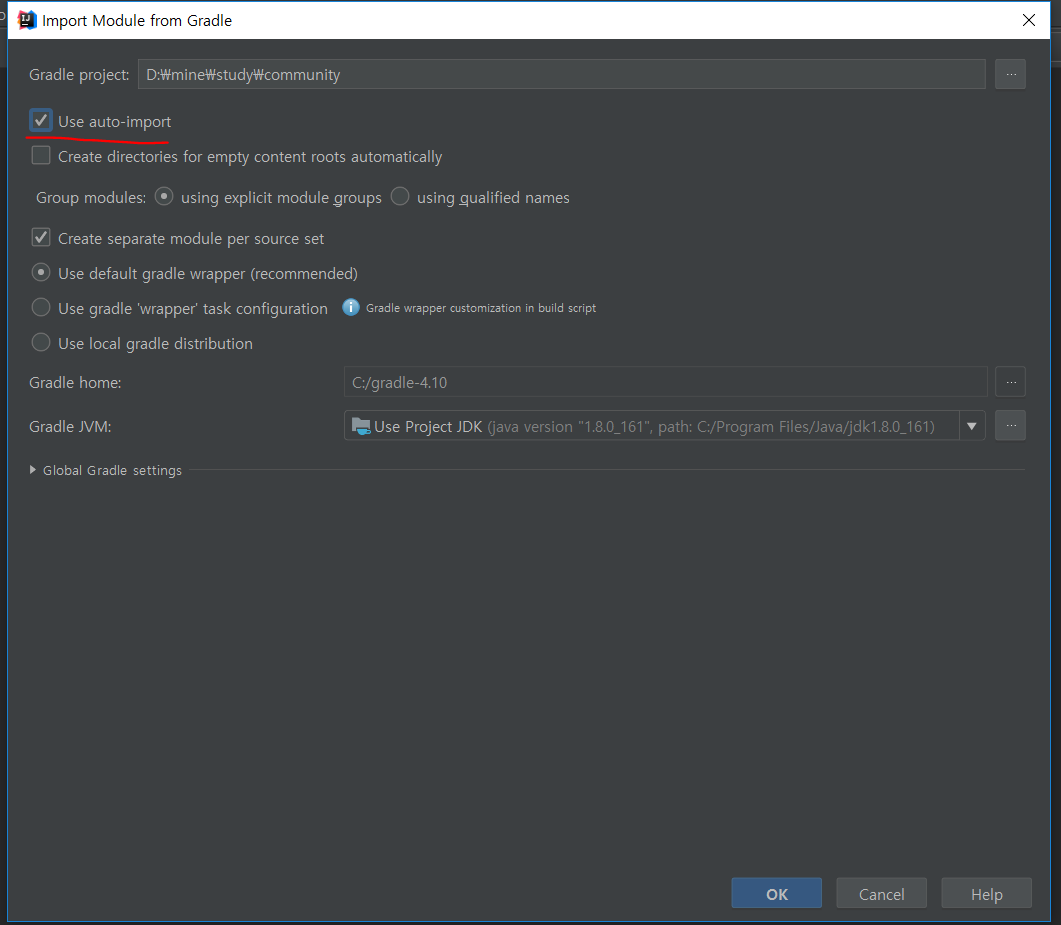 Import Module from Gradle
Gradle project: D:₩mine₩study₩community ...
Use auto-import
Create directories for empty content roots automatically
Group modules: using explicit module groups using qualified names
Create separate module per source set
Use default gradle wrapper (recommended)
Use gradle 'wrapper' task configuration Gradle wrapper customization in build script
Use local gradle distribution
Gradle home: C:/gradle-4.10 ...
Gradle JVM: Use Project JDK (java version "1.8.0_161", path: C:/Program Files/Java/jdk1.8.0_161) ...
Global Gradle settings
OK Cancel Help